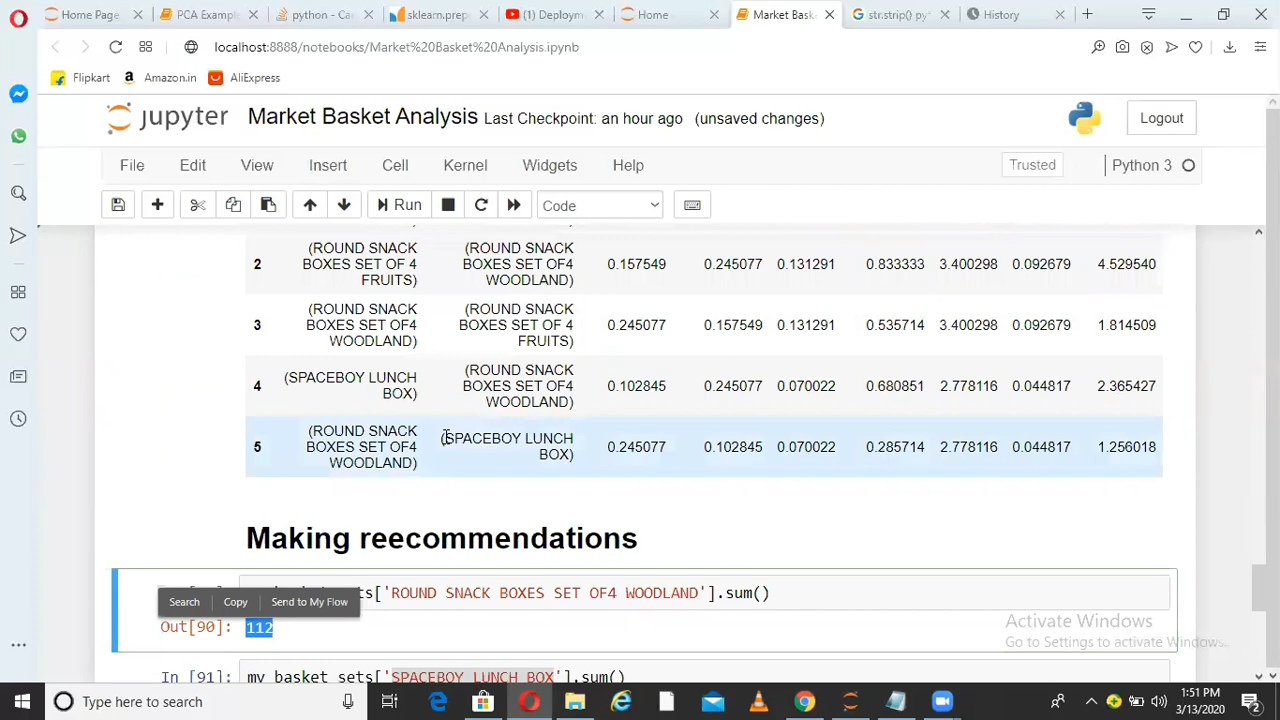 Home Page
PCA Example
python - Ca
sklearn.prep
(1) Deploym
Home
Market Bask
str.strip() py
History
localhost:8888/notebooks/Market%20Basket%20Analysis.ipynb
Flipkart
Amazon.in
AliExpress
jupyter Market Basket Analysis Last Checkpoint: an hour ago (unsaved changes)
Logout
File Edit View Insert Cell Kernel Widgets Help
Trusted
Python 3
Run
Code
2 (ROUND SNACK BOXES SET OF 4 FRUITS) (ROUND SNACK BOXES SET OF4 WOODLAND) 0.157549 0.245077 0.131291 0.833333 3.400298 0.092679 4.529540
3 (ROUND SNACK BOXES SET OF4 WOODLAND) (ROUND SNACK BOXES SET OF 4 FRUITS) 0.245077 0.157549 0.131291 0.535714 3.400298 0.092679 1.814509
4 (SPACEBOY LUNCH BOX) (ROUND SNACK BOXES SET OF4 WOODLAND) 0.102845 0.245077 0.070022 0.680851 2.778116 0.044817 2.365427
5 (ROUND SNACK BOXES SET OF4 WOODLAND) (SPACEBOY LUNCH BOX) 0.245077 0.102845 0.070022 0.285714 2.778116 0.044817 1.256018
Making reecommendations
ts['ROUND SNACK BOXES SET OF4 WOODLAND'].sum()
Search Copy Send to My Flow
Out[90]: 112
Activate Windows
Go to Settings to activate Windows.
In [91]: my_basket_sets['SPACEBOY LUNCH BOX'].sum()
Type here to search
1:51 PM
3/13/2020
2